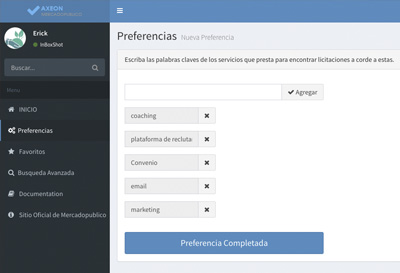 AXEON
MERCADOPUBLICO
Erick
InBoxShot
Buscar...
Menu
INICIO
Preferencias
Favoritos
Busqueda Avanzada
Documentation
Sitio Oficial de Mercadopublico
Preferencias Nueva Preferencia
Escriba las palabras claves de los servicios que presta para encontrar licitaciones a corde a estas.
Agregar
coaching
plataforma de recluta
Convenio
email
marketing
Preferencia Completada